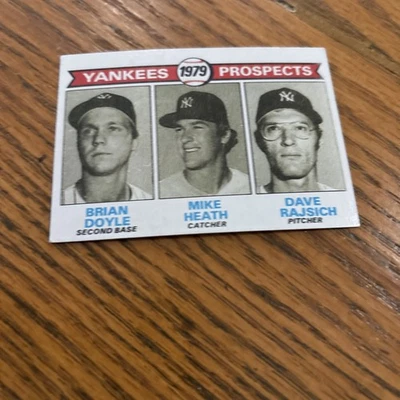 YANKEES 1979 PROSPECTS
BRIAN DOYLE
SECOND BASE
MIKE HEATH
CATCHER
DAVE RAJSICH
PITCHER